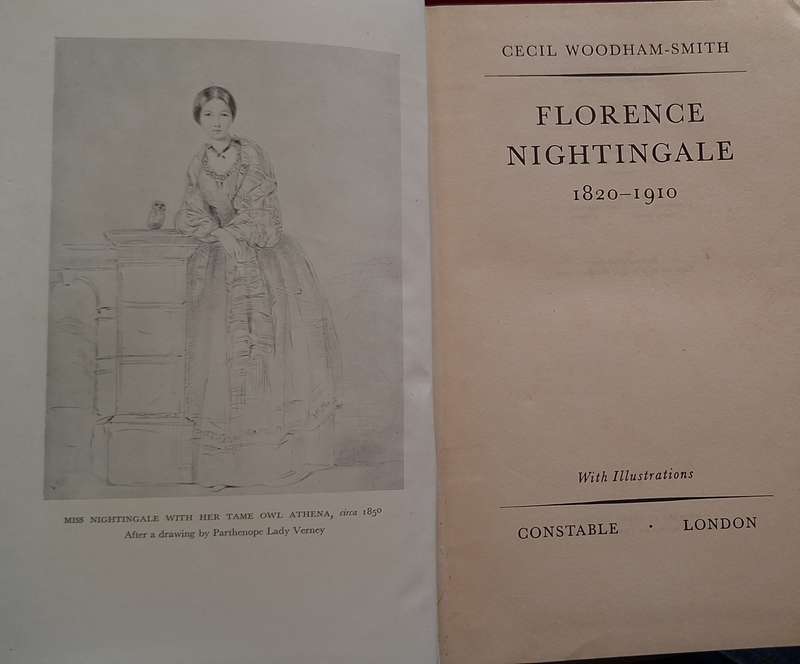 MISS NIGHTINGALE WITH HER TAME OWL ATHENA, circa 1850
After a drawing by Parthenope Lady Verney
CECIL WOODHAM-SMITH
FLORENCE
NIGHTINGALE
1820–1910
With Illustrations
CONSTABLE · LONDON